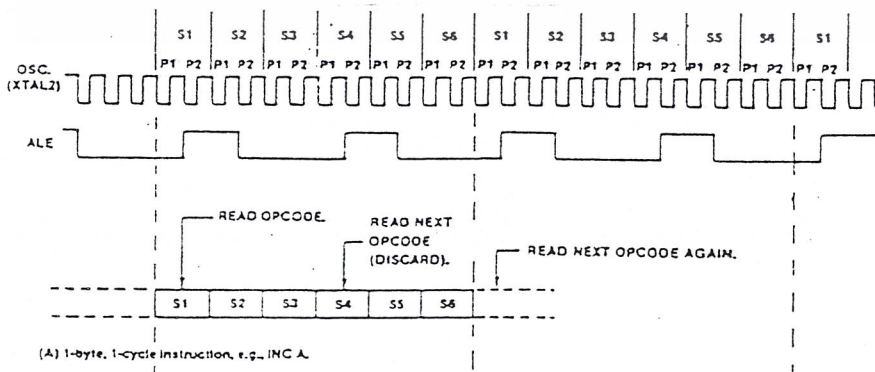 S1 S2 S3 S4 S5 S6 S1 S2 S3 S4 S5 S6 S1
P1 P2 P1 P2 P1 P2 P1 P2 P1 P2 P1 P2 P1 P2 P1 P2 P1 P2 P1 P2 P1 P2 P1 P2 P1 P2
OSC.
(XTAL2)
ALE
READ OPCODE.
READ NEXT
OPCODE
(DISCARD).
READ NEXT OPCODE AGAIN.
S1 S2 S3 S4 S5 S6
(A) 1-byte, 1-cycle instruction, e.g., INC A.